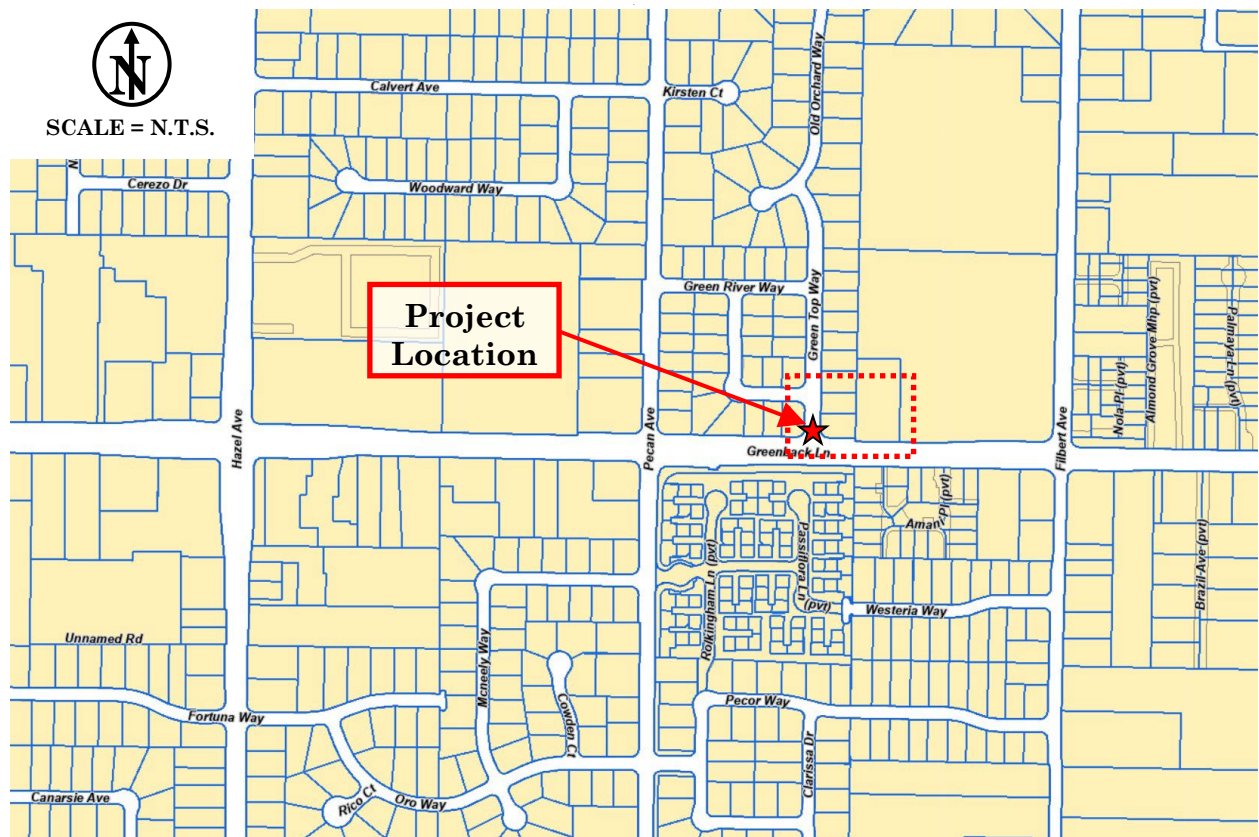 N
SCALE = N.T.S.
Calvert Ave
Kirsten Ct
Old Orchard Way
N
Cerezo Dr
Woodward Way
Green River Way
Green Top Way
Project
Location
Nola Pl (pvt)
Almond Grove Mhp (pvt)
Palmaya Ln (pvt)
Hazel Ave
Pecan Ave
Greenback Ln
Filbert Ave
Rolkingham Ln (pvt)
Passiflora Ln
(pvt)
Pl (pvt)
Westeria Way
Brazil Ave (pvt)
Unnamed Rd
Mcneely Way
Cowden Ct
Fortuna Way
Pecor Way
Clarissa Dr
Canarsie Ave
Rico Ct
Oro Way